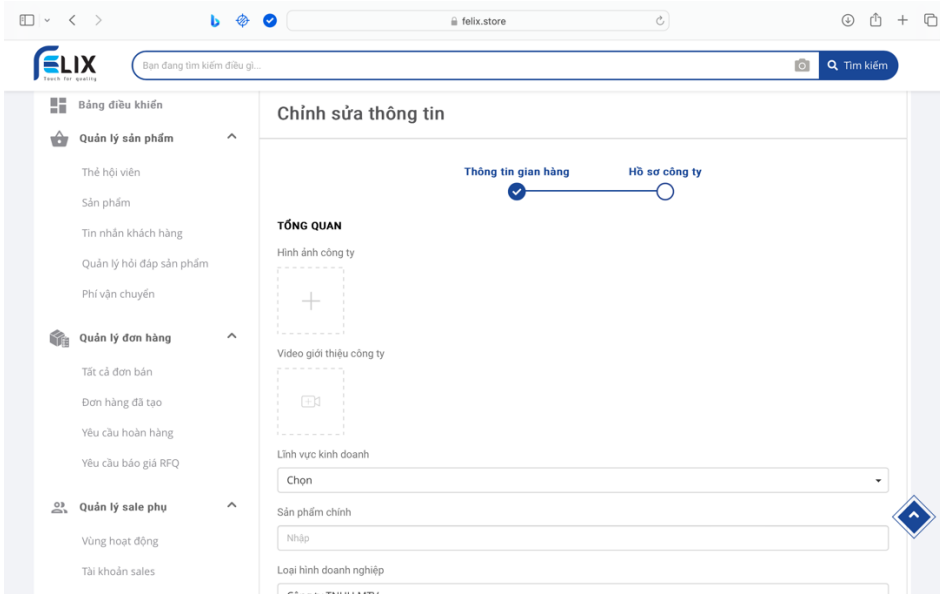 felix.store
FELIX
Touch for quality
Bạn đang tìm kiếm điều gì...
Tìm kiếm
Bảng điều khiển
Quản lý sản phẩm
Thẻ hội viên
Sản phẩm
Tin nhắn khách hàng
Quản lý hỏi đáp sản phẩm
Phí vận chuyển
Quản lý đơn hàng
Tất cả đơn bán
Đơn hàng đã tạo
Yêu cầu hoàn hàng
Yêu cầu báo giá RFQ
Quản lý sale phụ
Vùng hoạt động
Tài khoản sales
Chỉnh sửa thông tin
Thông tin gian hàng
Hồ sơ công ty
TỔNG QUAN
Hình ảnh công ty
Video giới thiệu công ty
Lĩnh vực kinh doanh
Chọn
Sản phẩm chính
Nhập
Loại hình doanh nghiệp
Công ty TNHH MTV